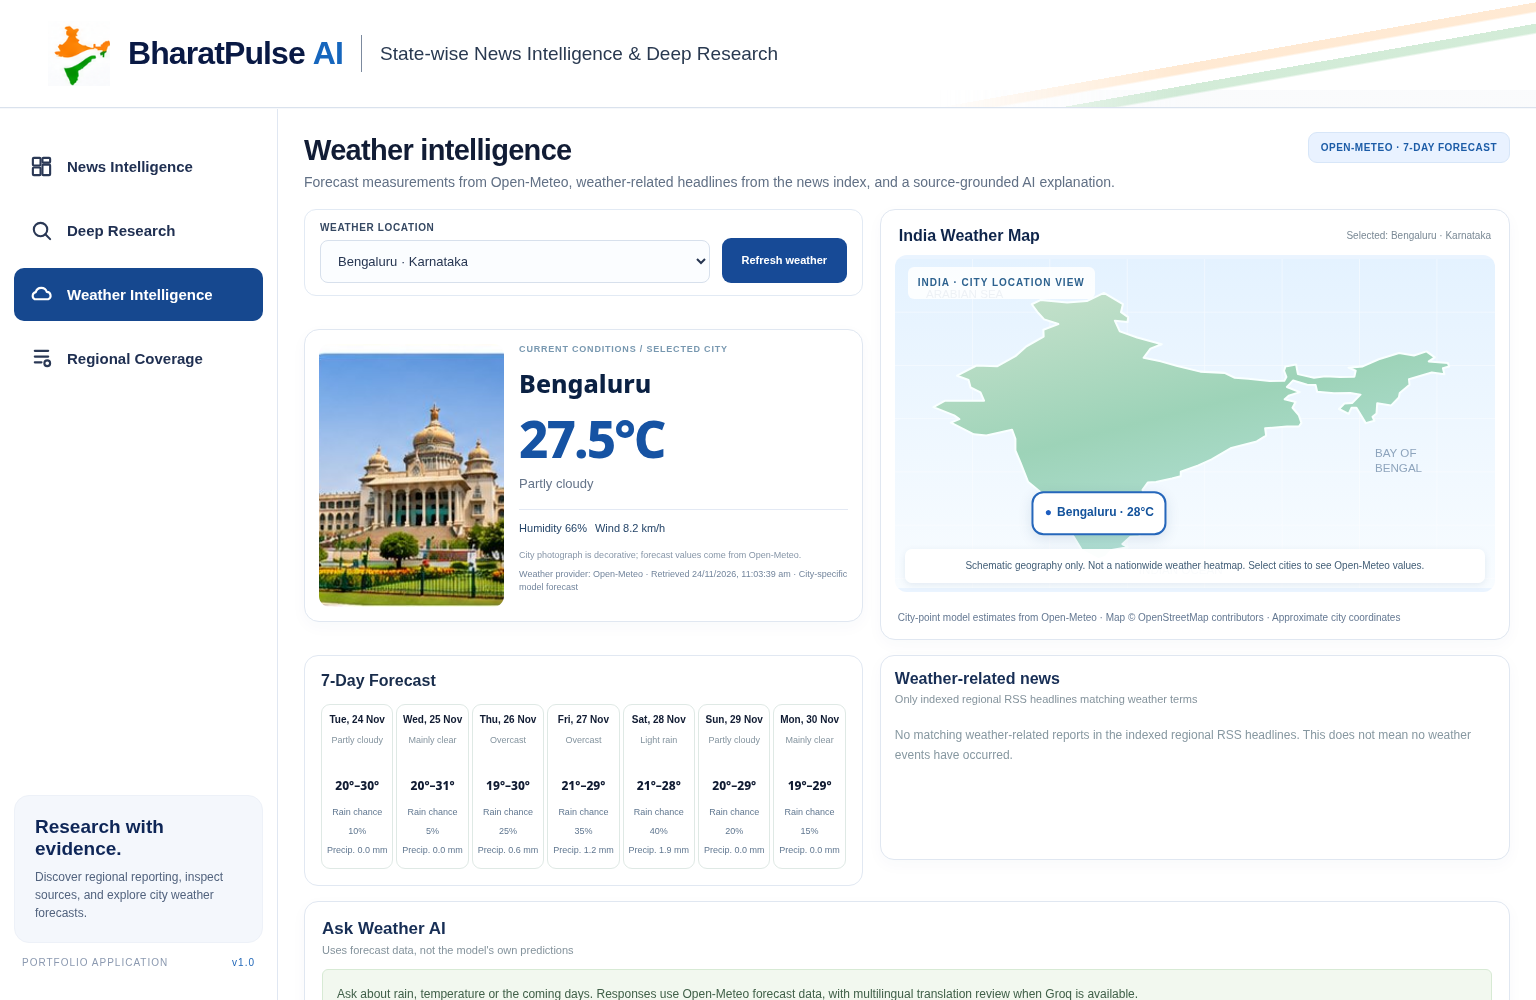 BharatPulse AI
State-wise News Intelligence & Deep Research
News Intelligence
Deep Research
Weather Intelligence
Regional Coverage
Research with
evidence.
Discover regional reporting, inspect
sources, and explore city weather
forecasts.
PORTFOLIO APPLICATION
v1.0
Weather intelligence
OPEN-METEO · 7-DAY FORECAST
Forecast measurements from Open-Meteo, weather-related headlines from the news index, and a source-grounded AI explanation.
WEATHER LOCATION
Bengaluru · Karnataka
Refresh weather
CURRENT CONDITIONS / SELECTED CITY
Bengaluru
27.5°C
Partly cloudy
Humidity 66% Wind 8.2 km/h
City photograph is decorative; forecast values come from Open-Meteo.
Weather provider: Open-Meteo · Retrieved 24/11/2026, 11:03:39 am · City-specific
model forecast
India Weather Map
Selected: Bengaluru · Karnataka
INDIA · CITY LOCATION VIEW
ARABIAN SEA
BAY OF
BENGAL
● Bengaluru · 28°C
Schematic geography only. Not a nationwide weather heatmap. Select cities to see Open-Meteo values.
City-point model estimates from Open-Meteo · Map © OpenStreetMap contributors · Approximate city coordinates
7-Day Forecast
Tue, 24 Nov
Partly cloudy
20°–30°
Rain chance
10%
Precip. 0.0 mm
Wed, 25 Nov
Mainly clear
20°–31°
Rain chance
5%
Precip. 0.0 mm
Thu, 26 Nov
Overcast
19°–30°
Rain chance
25%
Precip. 0.6 mm
Fri, 27 Nov
Overcast
21°–29°
Rain chance
35%
Precip. 1.2 mm
Sat, 28 Nov
Light rain
21°–28°
Rain chance
40%
Precip. 1.9 mm
Sun, 29 Nov
Partly cloudy
20°–29°
Rain chance
20%
Precip. 0.0 mm
Mon, 30 Nov
Mainly clear
19°–29°
Rain chance
15%
Precip. 0.0 mm
Weather-related news
Only indexed regional RSS headlines matching weather terms
No matching weather-related reports in the indexed regional RSS headlines. This does not mean no weather
events have occurred.
Ask Weather AI
Uses forecast data, not the model's own predictions
Ask about rain, temperature or the coming days. Responses use Open-Meteo forecast data, with multilingual translation review when Groq is available.